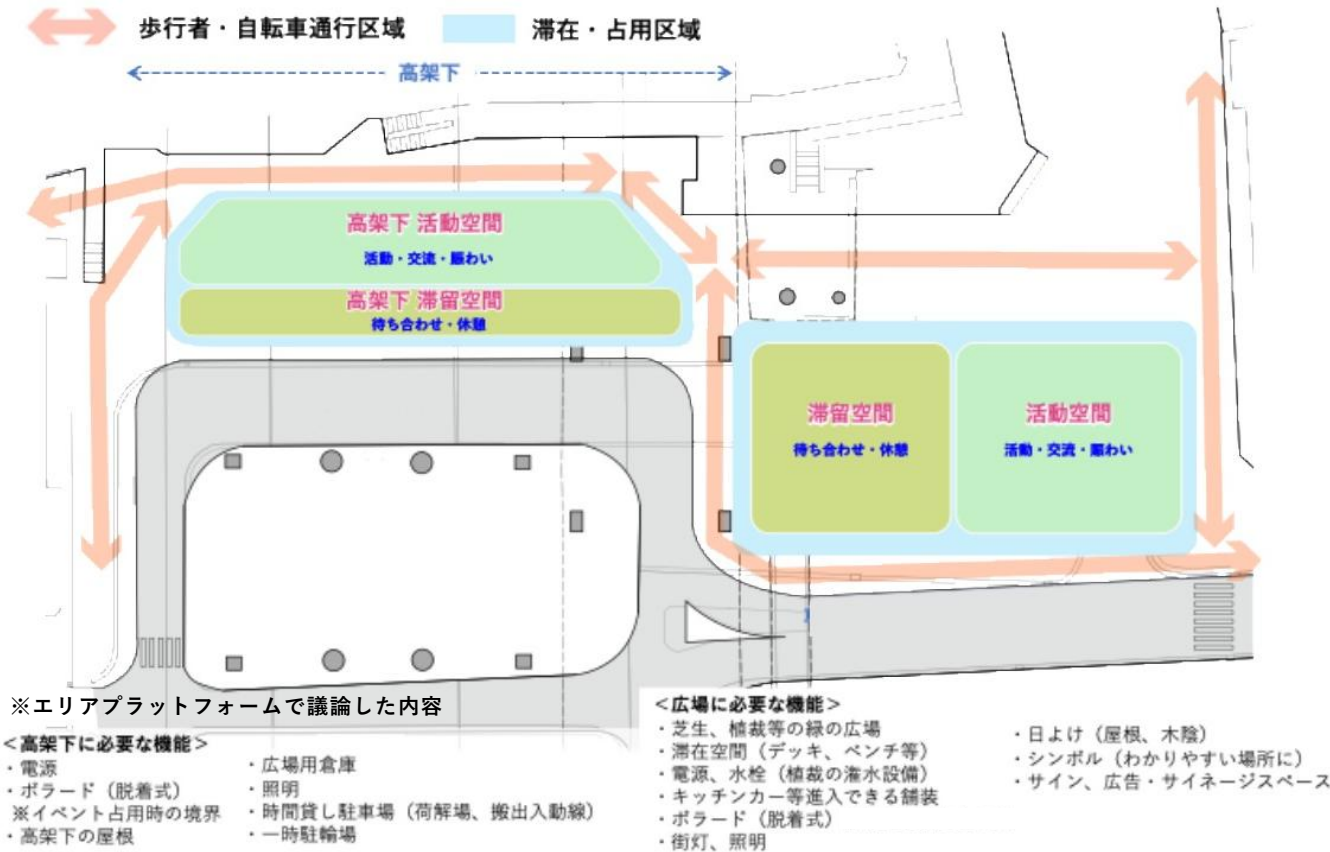 歩行者・自転車通行区域
滞在・占用区域
高架下
高架下 活動空間
活動・交流・賑わい
高架下 滞留空間
待ち合わせ・休憩
滞留空間
待ち合わせ・休憩
活動空間
活動・交流・賑わい
※エリアプラットフォームで議論した内容
＜高架下に必要な機能＞
・電源
・ボラード（脱着式）
※イベント占用時の境界
・高架下の屋根
・広場用倉庫
・照明
・時間貸し駐車場（荷解場、搬出入動線）
・一時駐輪場
＜広場に必要な機能＞
・芝生、植栽等の緑の広場
・滞在空間（デッキ、ベンチ等）
・電源、水栓（植栽の潅水設備）
・キッチンカー等進入できる舗装
・ボラード（脱着式）
・街灯、照明
・日よけ（屋根、木陰）
・シンボル（わかりやすい場所に）
・サイン、広告・サイネージスペース